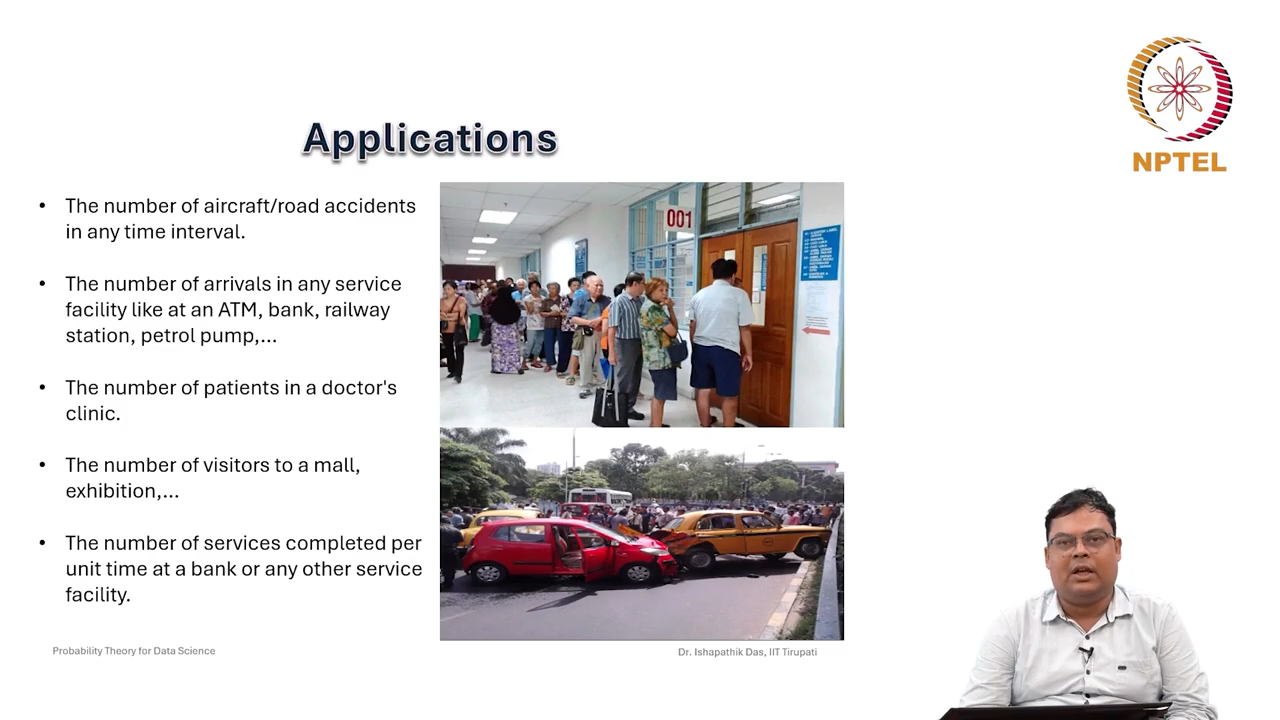 NPTEL
Applications
• The number of aircraft/road accidents
in any time interval.
• The number of arrivals in any service
facility like at an ATM, bank, railway
station, petrol pump,...
• The number of patients in a doctor's
clinic.
• The number of visitors to a mall,
exhibition,...
• The number of services completed per
unit time at a bank or any other service
facility.
001
Probability Theory for Data Science
Dr. Ishapathik Das, IIT Tirupati